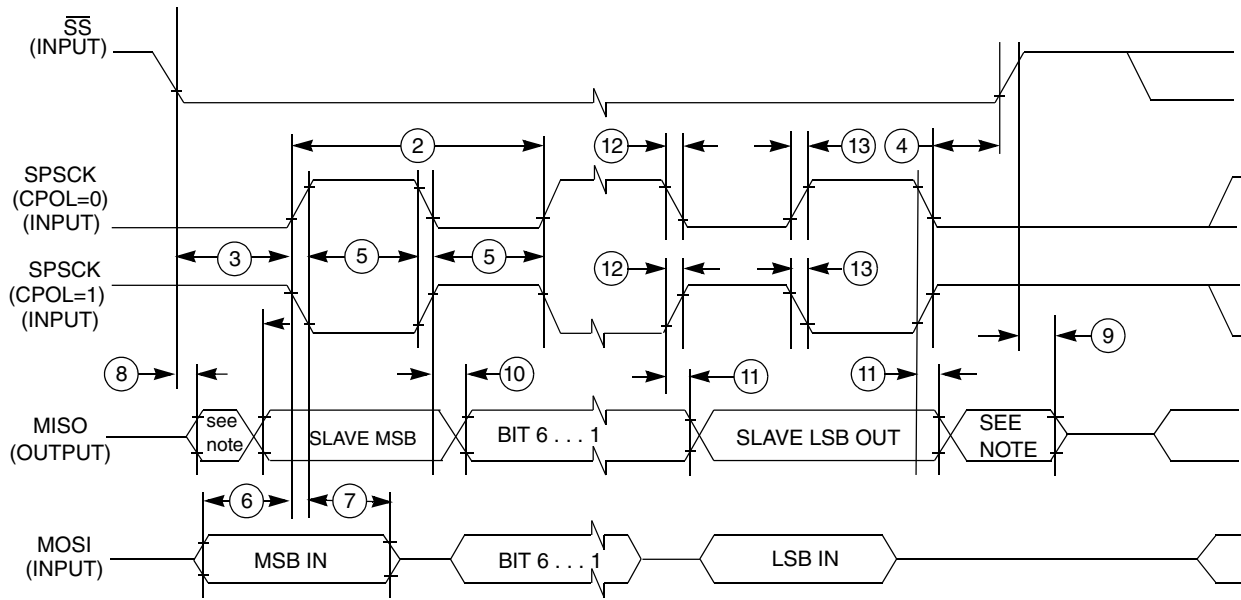 SS
(INPUT)
2
12
13
4
SPSCK
(CPOL=0)
(INPUT)
3
5
5
SPSCK
(CPOL=1)
(INPUT)
12
13
8
10
11
11
9
MISO
(OUTPUT)
see
note
SLAVE MSB
BIT 6 . . . 1
SLAVE LSB OUT
SEE
NOTE
6
7
MOSI
(INPUT)
MSB IN
BIT 6 . . . 1
LSB IN